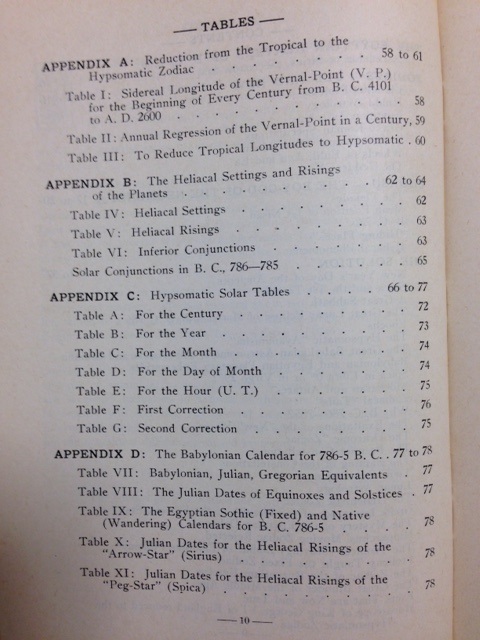 — TABLES —
APPENDIX A: Reduction from the Tropical to the
Hypsomatic Zodiac . . . . . . . . 58 to 61
Table I: Sidereal Longitude of the Vernal-Point (V. P.)
for the Beginning of Every Century from B. C. 4101
to A. D. 2600 . . . . . . . . . . 58
Table II: Annual Regression of the Vernal-Point in a Century, 59
Table III: To Reduce Tropical Longitudes to Hypsomatic . 60
APPENDIX B: The Heliacal Settings and Risings
of the Planets . . . . . . . . 62 to 64
Table IV: Heliacal Settings . . . . . . . 62
Table V: Heliacal Risings . . . . . . . 63
Table VI: Inferior Conjunctions . . . . . . 63
Solar Conjunctions in B. C., 786—785 . . . . . 65
APPENDIX C: Hypsomatic Solar Tables . . . . 66 to 77
Table A: For the Century . . . . . . . 72
Table B: For the Year . . . . . . . 73
Table C: For the Month . . . . . . . 74
Table D: For the Day of Month . . . . . . 74
Table E: For the Hour (U. T.) . . . . . . 75
Table F: First Correction . . . . . . . 76
Table G: Second Correction . . . . . . 75
APPENDIX D: The Babylonian Calendar for 786-5 B. C. . 77 to 78
Table VII: Babylonian, Julian, Gregorian Equivalents . 77
Table VIII: The Julian Dates of Equinoxes and Solstices . 77
Table IX: The Egyptian Sothic (Fixed) and Native
(Wandering) Calendars for B. C. 786-5 . . . . 78
Table X: Julian Dates for the Heliacal Risings of the
"Arrow-Star" (Sirius) . . . . . . . 78
Table XI: Julian Dates for the Heliacal Risings of the
"Peg-Star" (Spica) . . . . . . . . 78
—10—